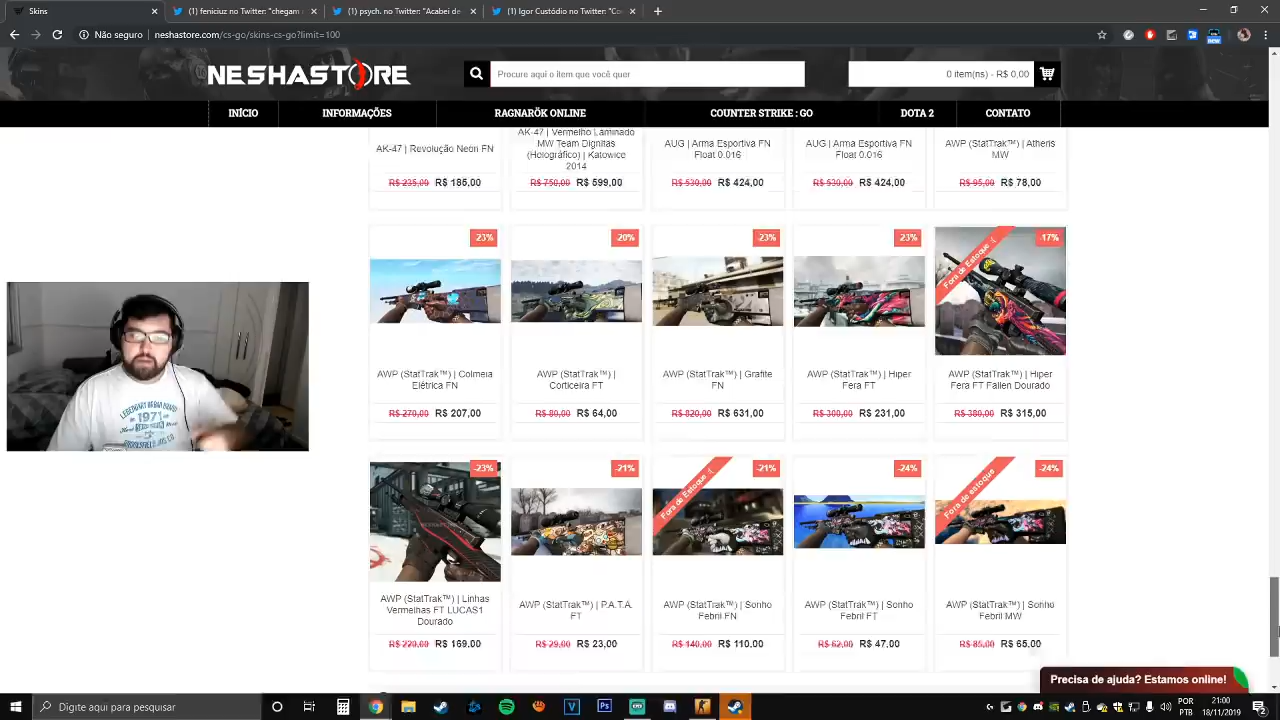 Skins
(1) feniciuz no Twitter: "Incri
(1) psych. no Twitter: "Acabei de
(1) Igor Custódio no Twitter: "Co
Não seguro
neshastore.com/cs-go/skins-cs-go?limit=100
new
NESHASTORE
Procure aqui o item que você quer
0 item(ns) - R$ 0,00
INÍCIO
INFORMAÇÕES
RAGNARÖK ONLINE
COUNTER STRIKE : GO
DOTA 2
CONTATO
AK-47 | Revolução Neon FN
R$ 235,00 R$ 185,00
AK-47 | Vermelho Laminado
MW Team Dignitas
(Holográfico) | Katowice
2014
R$ 750,00 R$ 599,00
AUG | Arma Esportiva FN
Float 0.016
R$ 530,00 R$ 424,00
AUG | Arma Esportiva FN
Float 0.016
R$ 530,00 R$ 424,00
AWP (StatTrak™) | Atheris
MW
R$ 95,00 R$ 78,00
-23%
AWP (StatTrak™) | Colmeia
Elétrica FN
R$ 270,00 R$ 207,00
-20%
AWP (StatTrak™) |
Corticeira FT
R$ 80,00 R$ 64,00
-23%
AWP (StatTrak™) | Grafite
FN
R$ 820,00 R$ 631,00
-23%
AWP (StatTrak™) | Hiper
Fera FT
R$ 300,00 R$ 231,00
-17%
Fora de Estoque :(
AWP (StatTrak™) | Hiper
Fera FT Fallen Dourado
R$ 380,00 R$ 315,00
-23%
AWP (StatTrak™) | Linhas
Vermelhas FT LUCAS1
Dourado
R$ 220,00 R$ 169,00
-21%
AWP (StatTrak™) | P.A.T.A.
FT
R$ 29,00 R$ 23,00
-21%
Fora de Estoque :(
AWP (StatTrak™) | Sonho
Febril FN
R$ 140,00 R$ 110,00
-24%
AWP (StatTrak™) | Sonho
Febril FT
R$ 62,00 R$ 47,00
-24%
Fora de estoque
AWP (StatTrak™) | Sonho
Febril MW
R$ 85,00 R$ 65,00
LEGENDARY
1971
Precisa de ajuda? Estamos online!
Digite aqui para pesquisar
POR
PTB
21:00
18/11/2019